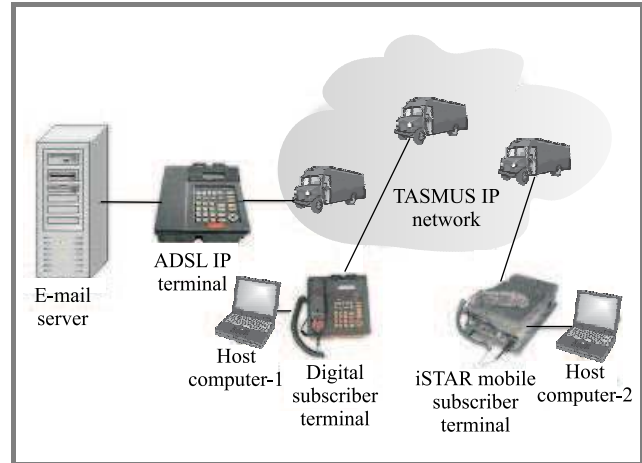 TASMUS IP
network
ADSL IP
terminal
E-mail
server
Host
computer-1
Digital
subscriber
terminal
iSTAR mobile
subscriber
terminal
Host
computer-2